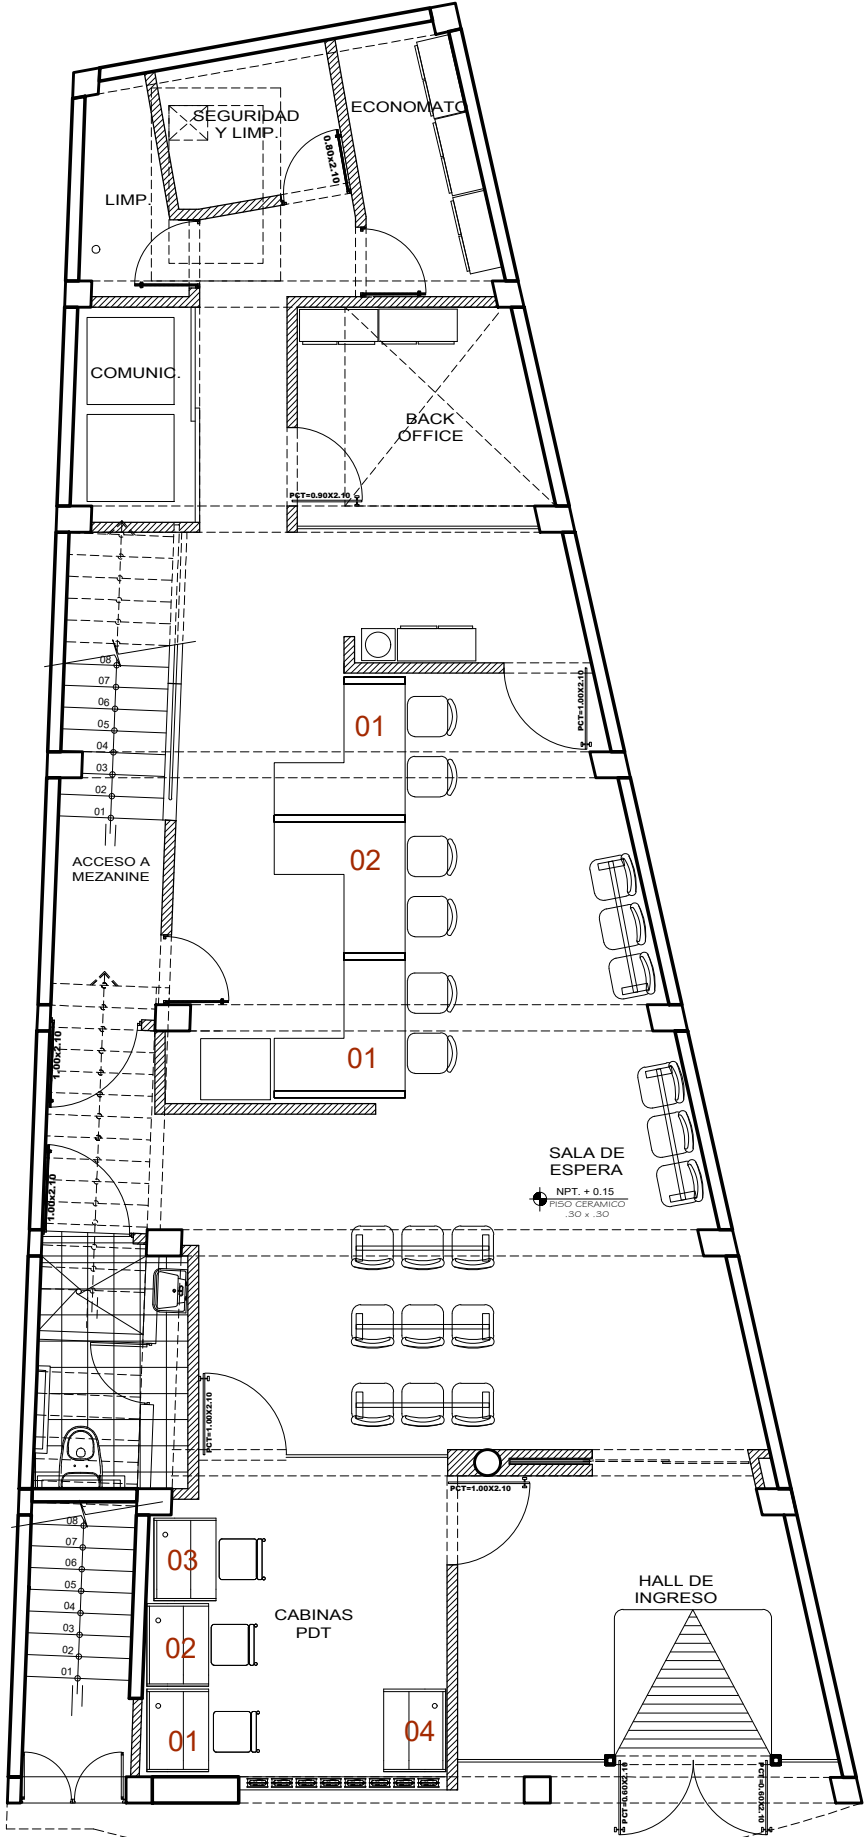 SEGURIDAD
Y LIMP.
ECONOMATO
0.80x2.10
LIMP.
COMUNIC.
BACK
OFFICE
PCT=0.90X2.10
08
07
06
05
04
03
02
01
ACCESO A
MEZANINE
01
PCT=1.00X2.10
02
01
1.00x2.10
1.00x2.10
SALA DE
ESPERA
NPT. + 0.15
PISO CERAMICO
.30 x .30
PCT=1.00X2.10
PCT=1.00X2.10
08
07
06
05
04
03
02
01
03
02
01
CABINAS
PDT
04
HALL DE
INGRESO
PCT=0.60X2.10
PCT=0.60X2.10